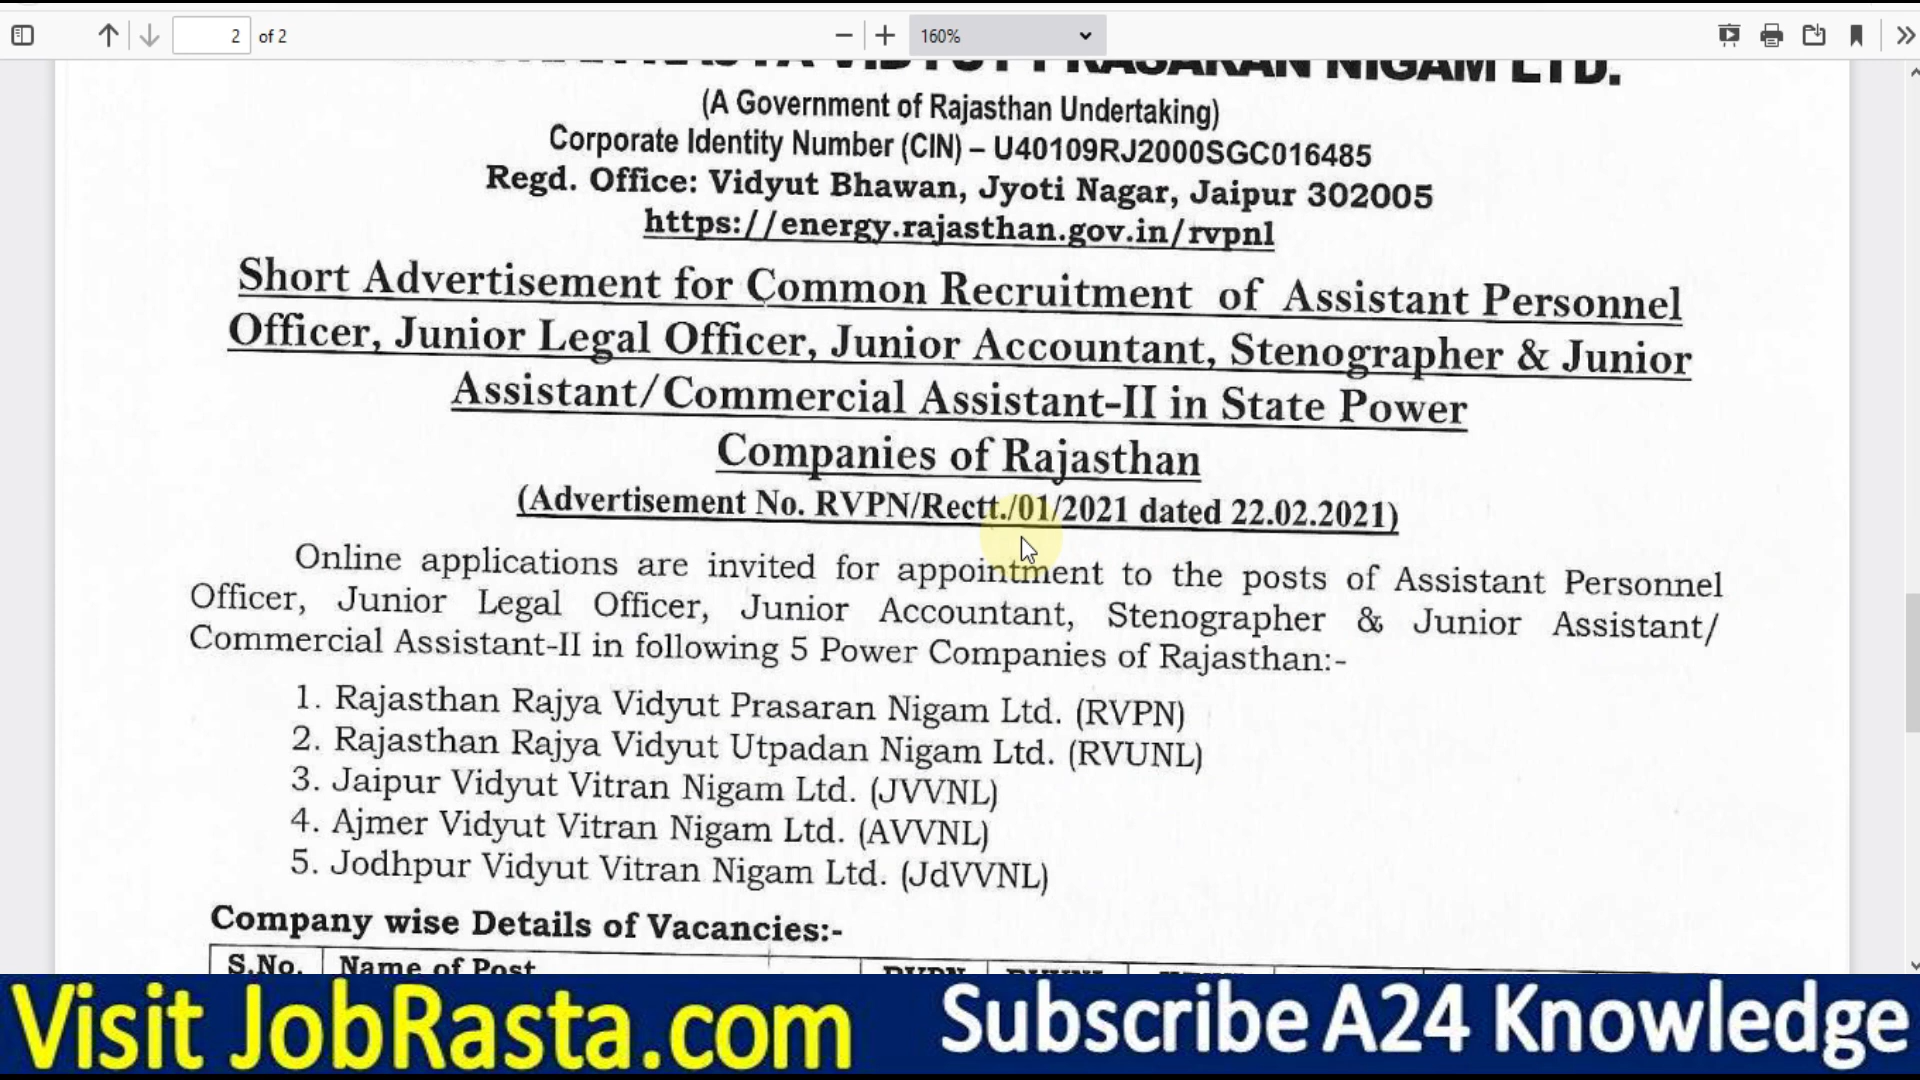 2 of 2 160%
PRASARAN NIGAM LTD.
(A Government of Rajasthan Undertaking)
Corporate Identity Number (CIN) – U40109RJ2000SGC016485
Regd. Office: Vidyut Bhawan, Jyoti Nagar, Jaipur 302005
https://energy.rajasthan.gov.in/rvpnl
Short Advertisement for Common Recruitment of Assistant Personnel
Officer, Junior Legal Officer, Junior Accountant, Stenographer & Junior
Assistant/Commercial Assistant-II in State Power
Companies of Rajasthan
(Advertisement No. RVPN/Rectt./01/2021 dated 22.02.2021)
Online applications are invited for appointment to the posts of Assistant Personnel
Officer, Junior Legal Officer, Junior Accountant, Stenographer & Junior Assistant/
Commercial Assistant-II in following 5 Power Companies of Rajasthan:-
1. Rajasthan Rajya Vidyut Prasaran Nigam Ltd. (RVPN)
2. Rajasthan Rajya Vidyut Utpadan Nigam Ltd. (RVUNL)
3. Jaipur Vidyut Vitran Nigam Ltd. (JVVNL)
4. Ajmer Vidyut Vitran Nigam Ltd. (AVVNL)
5. Jodhpur Vidyut Vitran Nigam Ltd. (JdVVNL)
Company wise Details of Vacancies:-
S.No. Name of Post
Visit JobRasta.com Subscribe A24 Knowledge